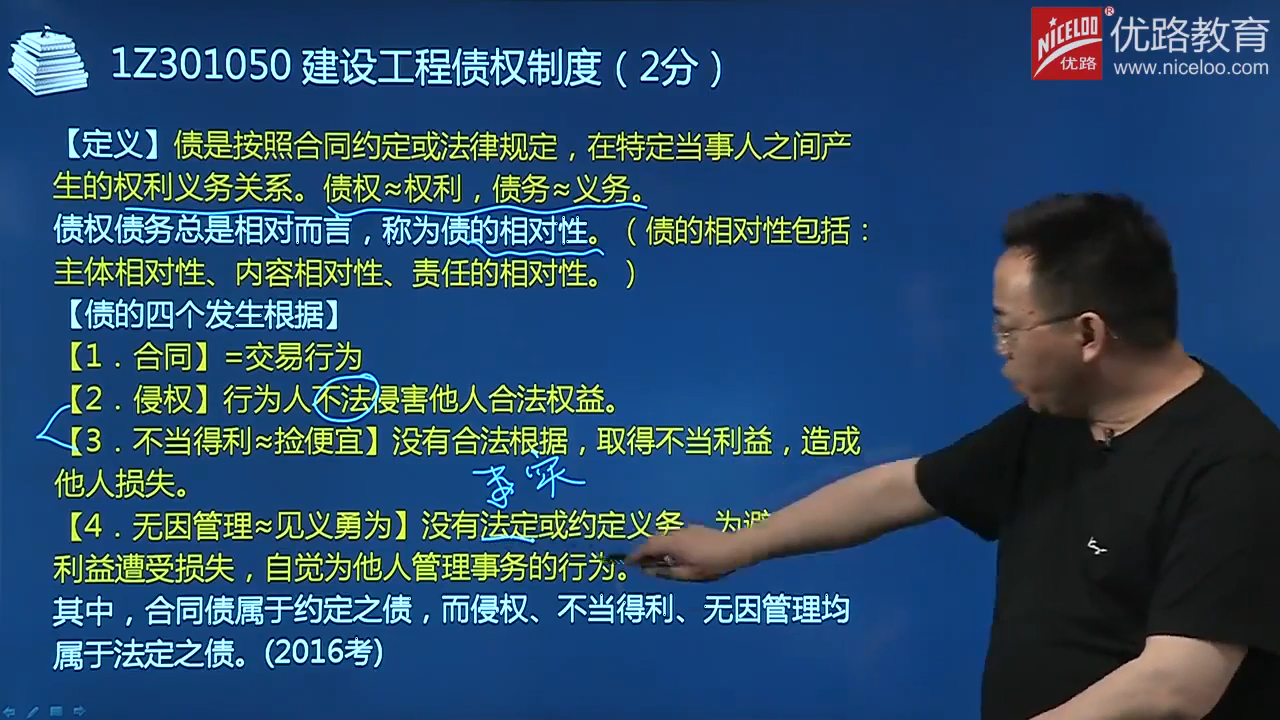 1Z301050 建设工程债权制度（2分）
NICELOO
优路
®
优路教育
www.niceloo.com
【定义】债是按照合同约定或法律规定，在特定当事人之间产
生的权利义务关系。债权≈权利，债务≈义务。
债权债务总是相对而言，称为债的相对性。（债的相对性包括：
主体相对性、内容相对性、责任的相对性。）
【债的四个发生根据】
【1．合同】=交易行为
【2．侵权】行为人不法侵害他人合法权益。
【3．不当得利≈捡便宜】没有合法根据，取得不当利益，造成
他人损失。
【4．无因管理≈见义勇为】没有法定或约定义务，为避
利益遭受损失，自觉为他人管理事务的行为。
其中，合同债属于约定之债，而侵权、不当得利、无因管理均
属于法定之债。(2016考)